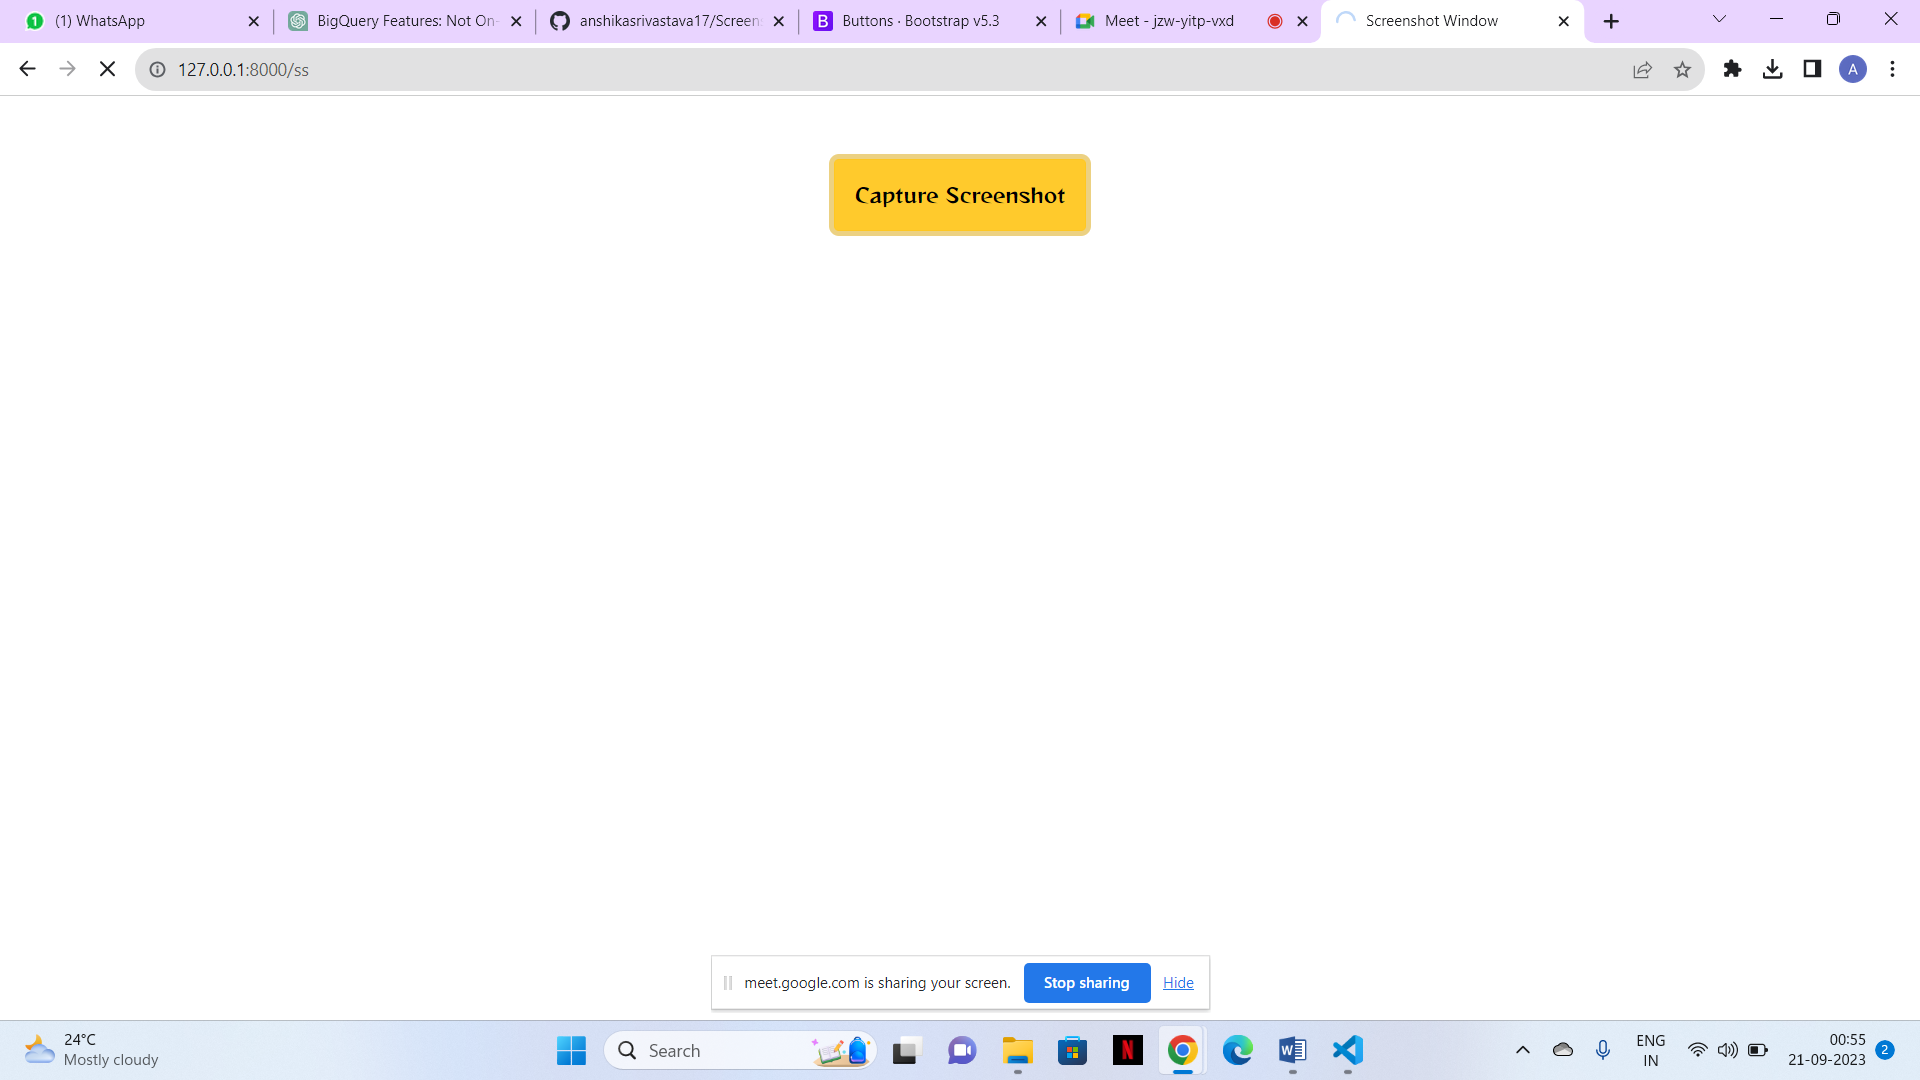 (1) WhatsApp
BigQuery Features: Not On-
anshikasrivastava17/Screens
Buttons · Bootstrap v5.3
Meet - jzw-yitp-vxd
Screenshot Window
127.0.0.1:8000/ss
A
Capture Screenshot
meet.google.com is sharing your screen. Stop sharing Hide
24°C
Mostly cloudy
Search
ENG
IN
00:55
21-09-2023
2